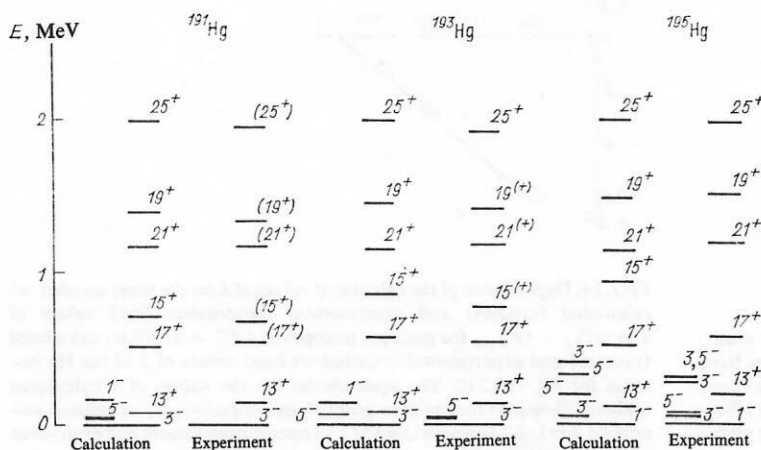 E, MeV
191Hg
193Hg
195Hg
25+ (25+) 25+ 25+ 25+ 25+
2
19+ (19+) 19+ 19(+) 19+ 19+
21+ (21+) 21+ 21(+) 21+ 21+
1
15+ (15+) 15+ 15(+) 15+
17+ (17+) 17+ 17+ 17+ 17+
3- 5- 3,5- 3-
1- 13+ 13+ 1- 13+ 13+ 13+ 13+
5- 3- 3- 5- 3- 5- 3- 3- 1- 5- 3- 1-
0
Calculation Experiment Calculation Experiment Calculation Experiment